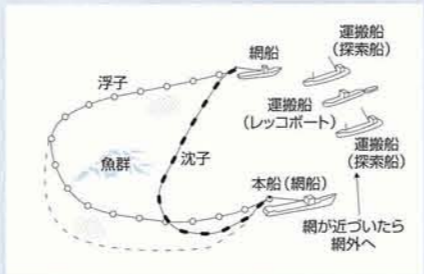 網船
運搬船
(探索船)
浮子
運搬船
(レッコボート)
魚群
沈子
運搬船
(探索船)
本船(網船)
網が近づいたら
網外へ